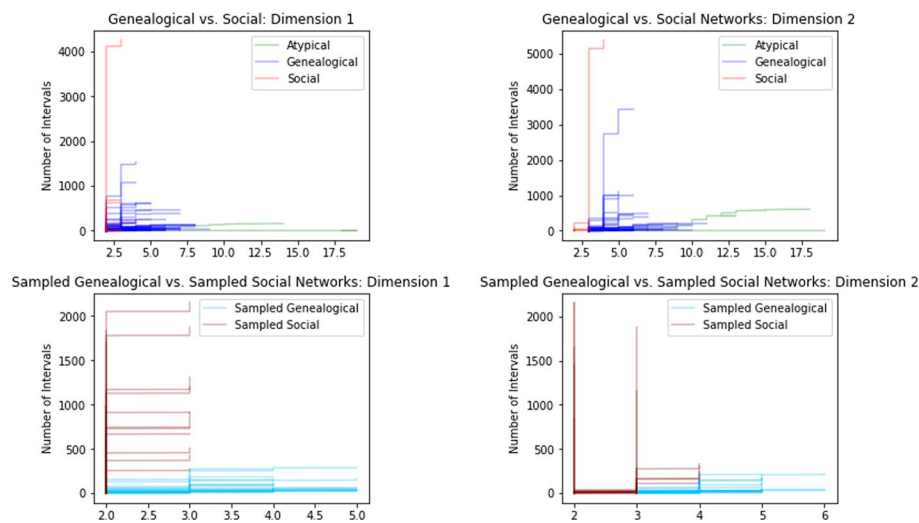 Genealogical vs. Social: Dimension 1
Number of Intervals
4000
3000
2000
1000
0
Atypical
Genealogical
Social
2.5 5.0 7.5 10.0 12.5 15.0 17.5
Genealogical vs. Social Networks: Dimension 2
Number of Intervals
5000
4000
3000
2000
1000
0
Atypical
Genealogical
Social
2.5 5.0 7.5 10.0 12.5 15.0 17.5
Sampled Genealogical vs. Sampled Social Networks: Dimension 1
Number of Intervals
2000
1500
1000
500
0
Sampled Genealogical
Sampled Social
2.0 2.5 3.0 3.5 4.0 4.5 5.0
Sampled Genealogical vs. Sampled Social Networks: Dimension 2
Number of Intervals
2000
1500
1000
500
0
Sampled Genealogical
Sampled Social
2 3 4 5 6